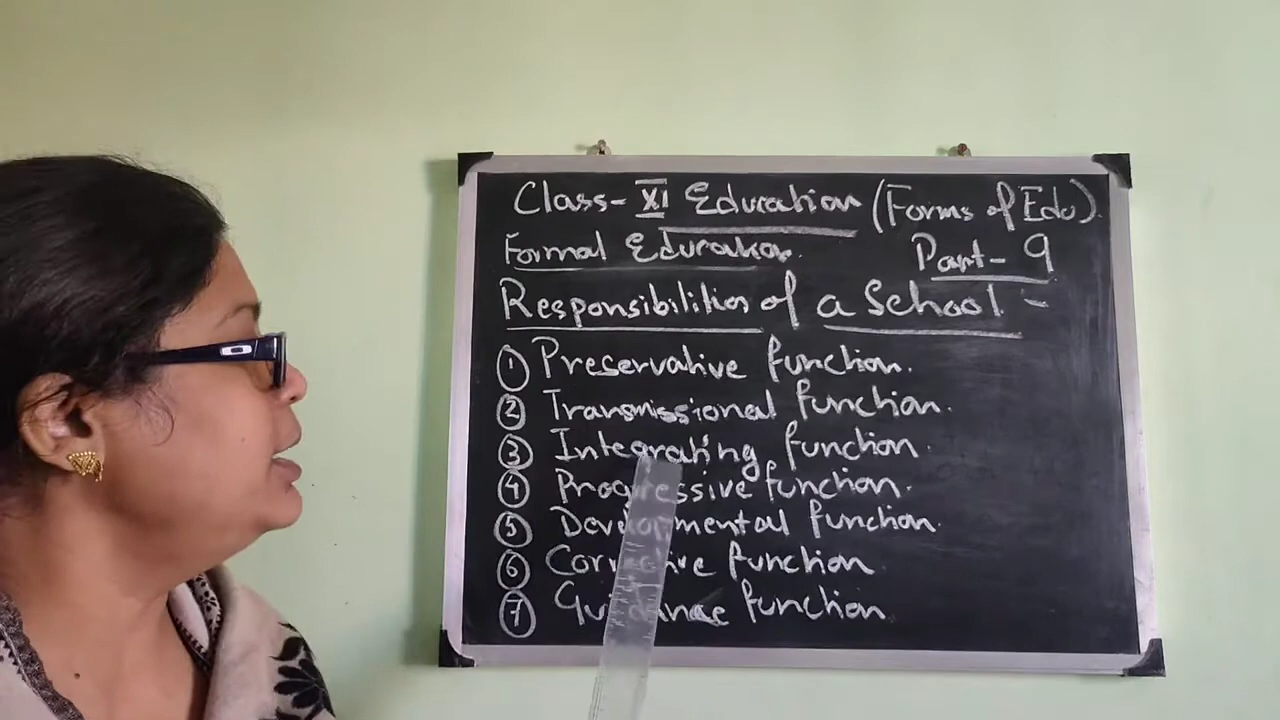 Class- XI Education (Forms of Edu).
Formal Education. Part- 9
Responsibilities of a School -
① Preservative function.
② Transmissional function.
③ Integrating function.
④ Progressive function.
⑤ Developmental function.
⑥ Corrective function
⑦ Guidance function.